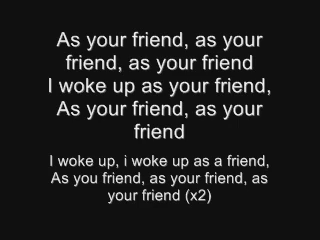 As your friend, as your
friend, as your friend
I woke up as your friend,
As your friend, as your
friend
I woke up, i woke up as a friend,
As you friend, as your friend, as
your friend (x2)